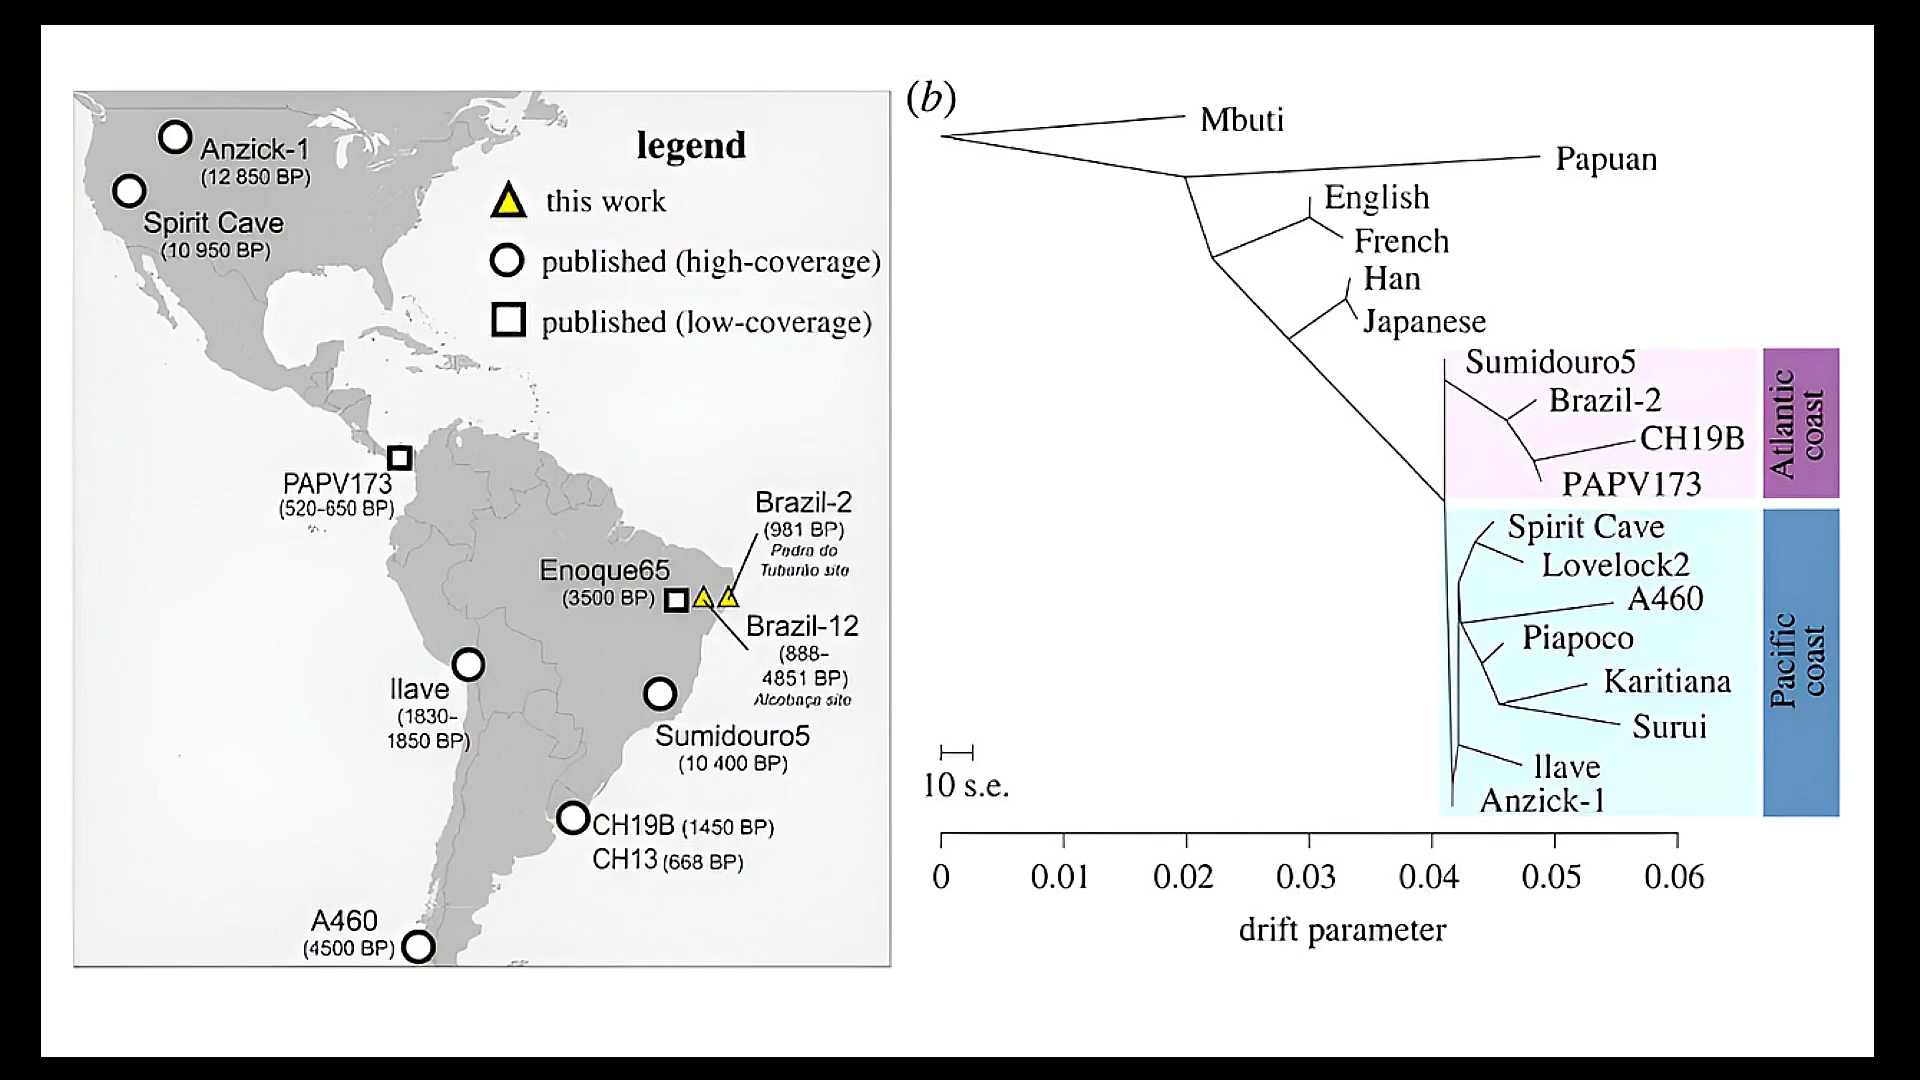 Anzick-1
(12 850 BP)
Spirit Cave
(10 950 BP)
legend
this work
published (high-coverage)
published (low-coverage)
PAPV173
(520-650 BP)
Brazil-2
(981 BP)
Pedra do
Tubarão sito
Enoque65
(3500 BP)
Brazil-12
(888-
4851 BP)
Alcobaça sito
Ilave
(1830-
1850 BP)
Sumidouro5
(10 400 BP)
CH19B (1450 BP)
CH13 (668 BP)
A460
(4500 BP)
(b)
Mbuti
Papuan
English
French
Han
Japanese
Sumidouro5
Brazil-2
CH19B
PAPV173
Atlantic
coast
Spirit Cave
Lovelock2
A460
Piapoco
Karitiana
Surui
Ilave
Anzick-1
Pacific
coast
10 s.e.
0 0.01 0.02 0.03 0.04 0.05 0.06
drift parameter